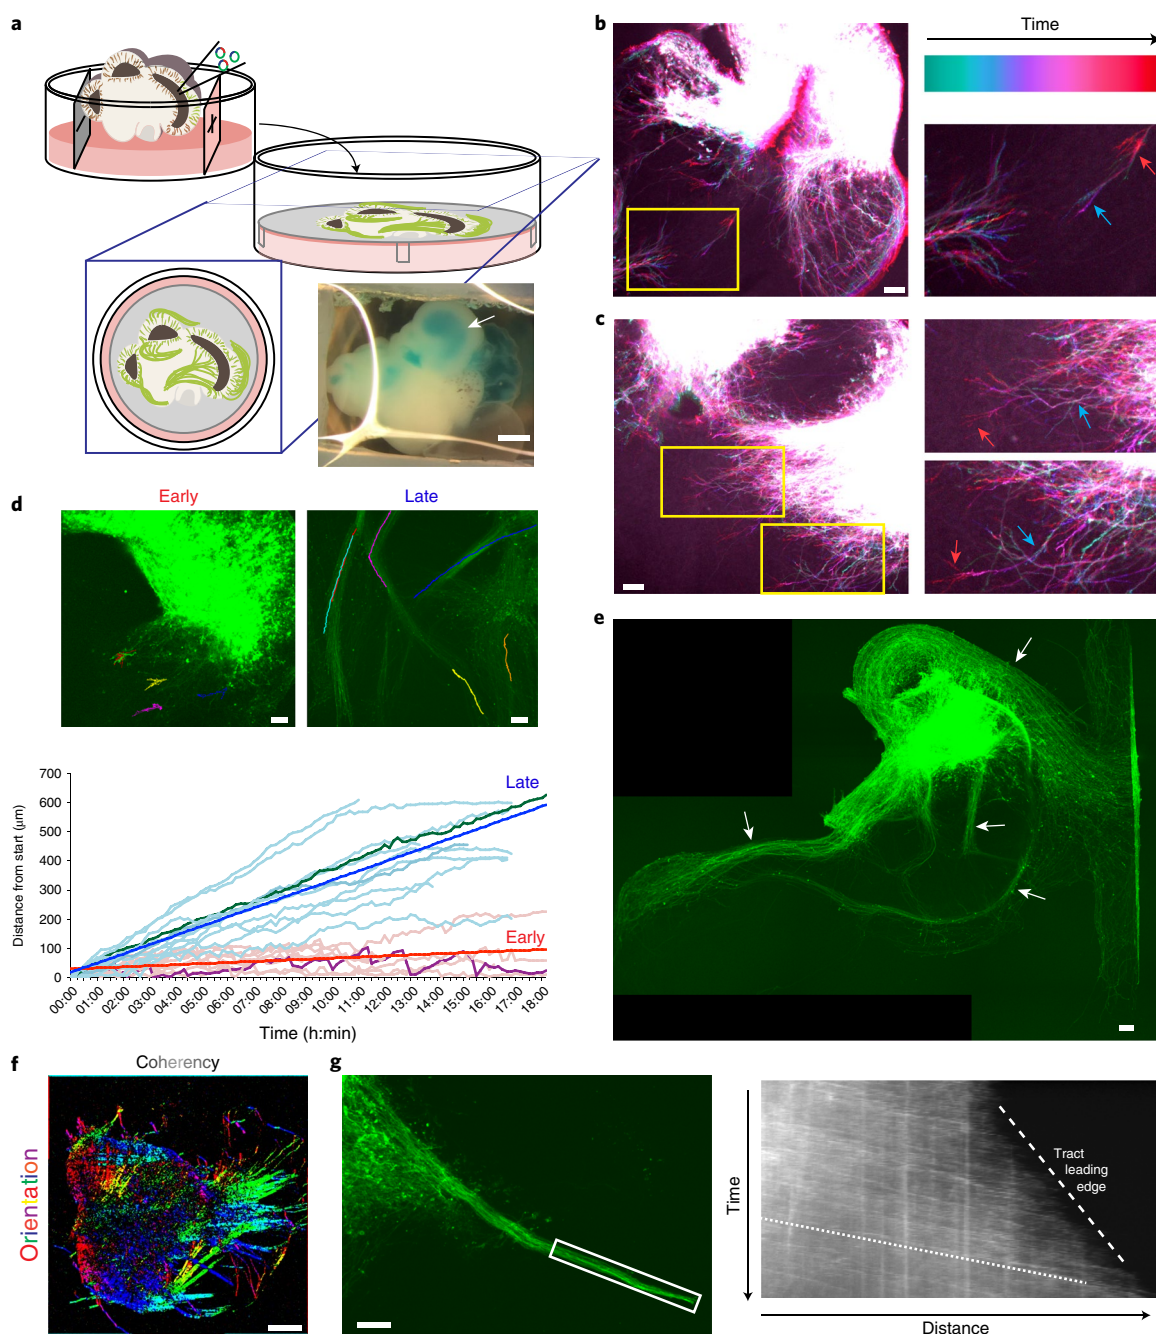 a
b
Time
c
d
Early
Late
700
600
500
400
300
200
100
0
Distance from start (μm)
Late
Early
00:00
01:00
02:00
03:00
04:00
05:00
06:00
07:00
08:00
09:00
10:00
11:00
12:00
13:00
14:00
15:00
16:00
17:00
18:00
Time (h:min)
e
f
Coherency
Orientation
g
Time
Tract
leading
edge
Distance